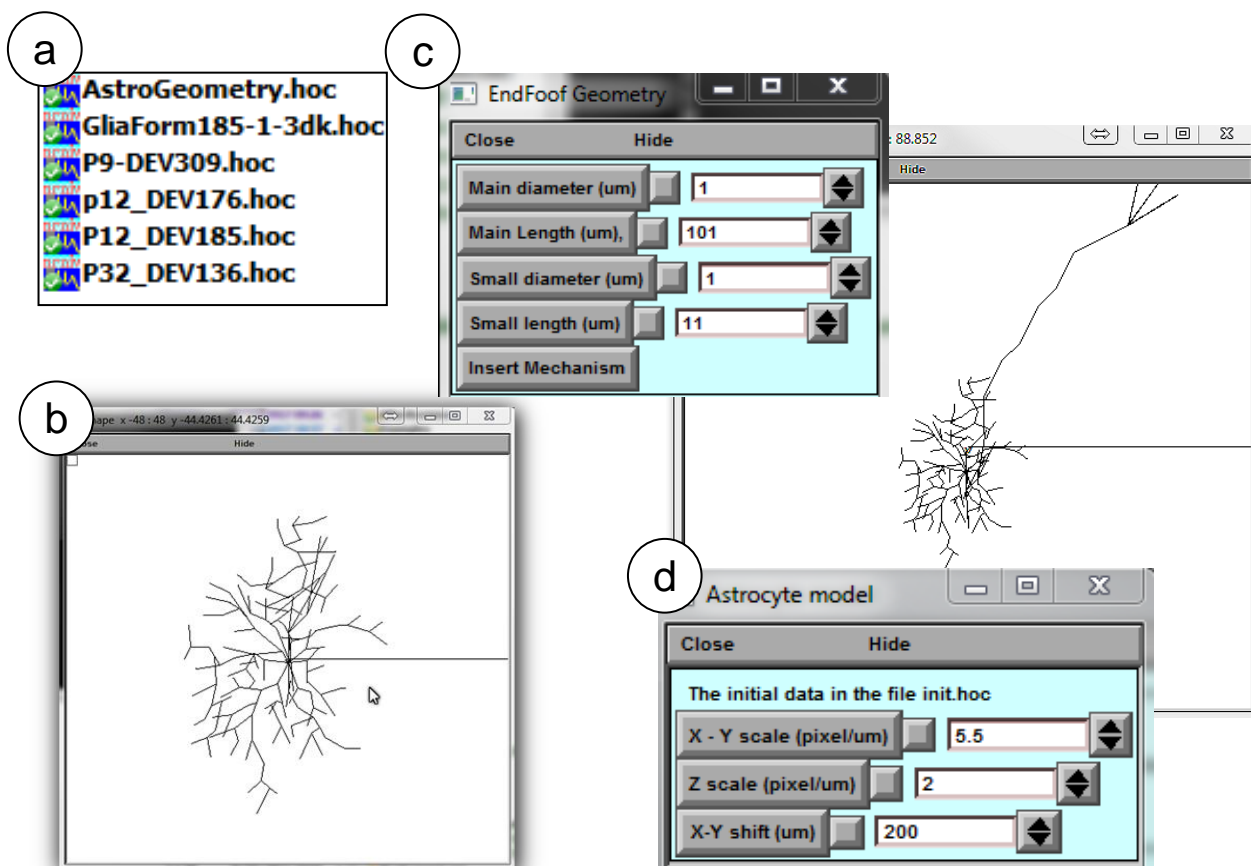 a
AstroGeometry.hoc
GliaForm185-1-3dk.hoc
P9-DEV309.hoc
p12_DEV176.hoc
P12_DEV185.hoc
P32_DEV136.hoc
c
EndFoof Geometry
Close Hide
Main diameter (um) 1
Main Length (um), 101
Small diameter (um) 1
Small length (um) 11
Insert Mechanism
: 88.852
Hide
b
ape x -48 : 48 y -44.4261 : 44.4259
ose Hide
d
Astrocyte model
Close Hide
The initial data in the file init.hoc
X - Y scale (pixel/um) 5.5
Z scale (pixel/um) 2
X-Y shift (um) 200